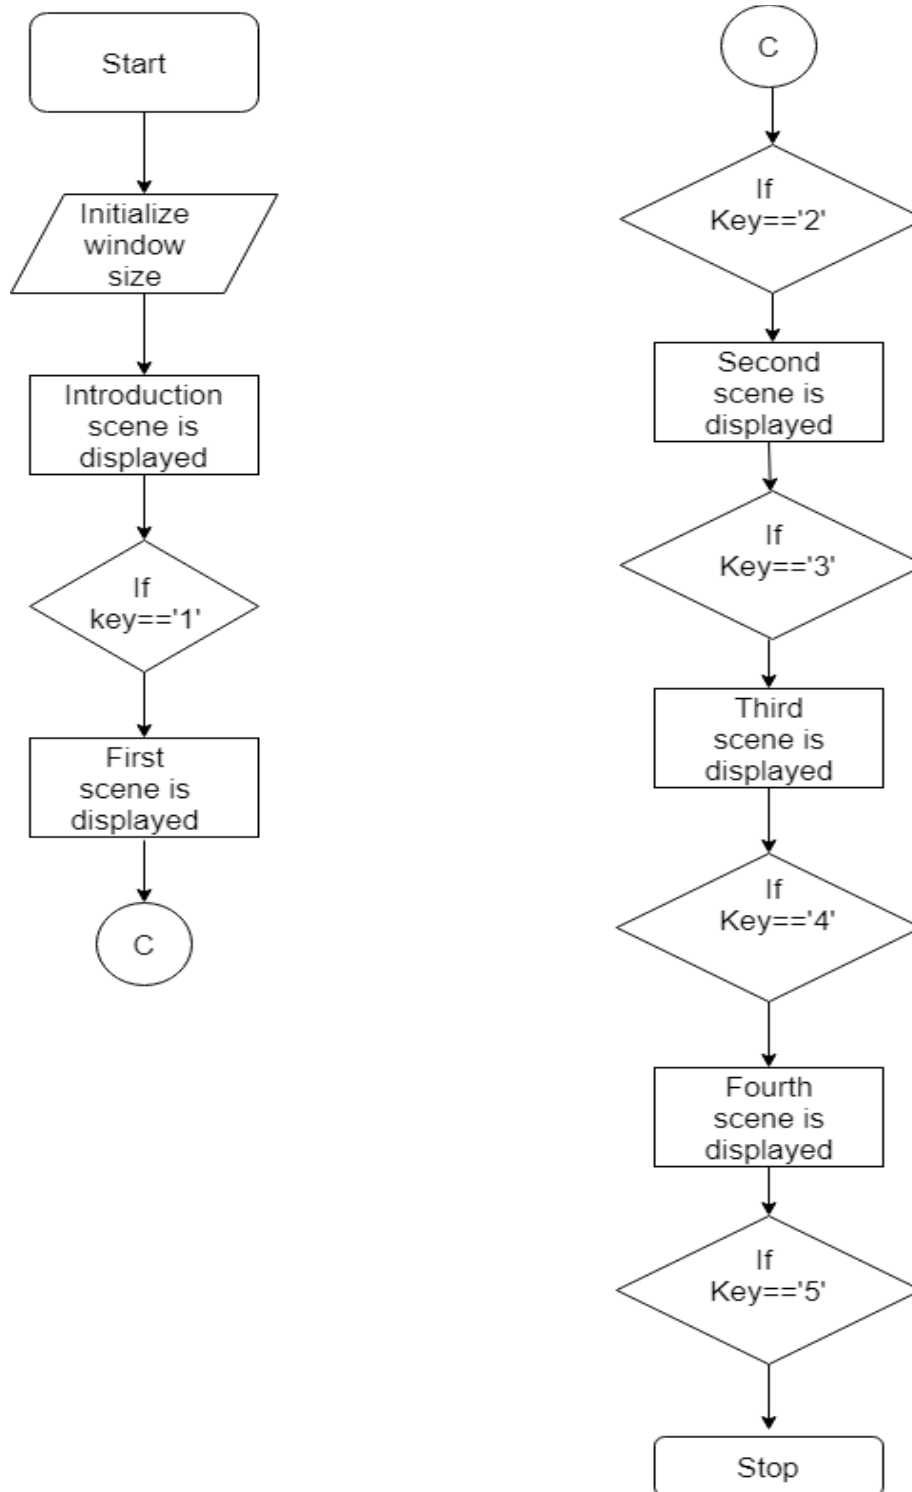 Start
Initialize
window
size
Introduction
scene is
displayed
If
key=='1'
First
scene is
displayed
C
C
If
Key=='2'
Second
scene is
displayed
If
Key=='3'
Third
scene is
displayed
If
Key=='4'
Fourth
scene is
displayed
If
Key=='5'
Stop